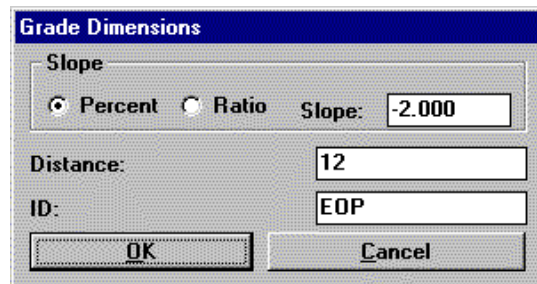 Grade Dimensions
Slope
Percent Ratio Slope: -2.000
Distance: 12
ID: EOP
OK Cancel